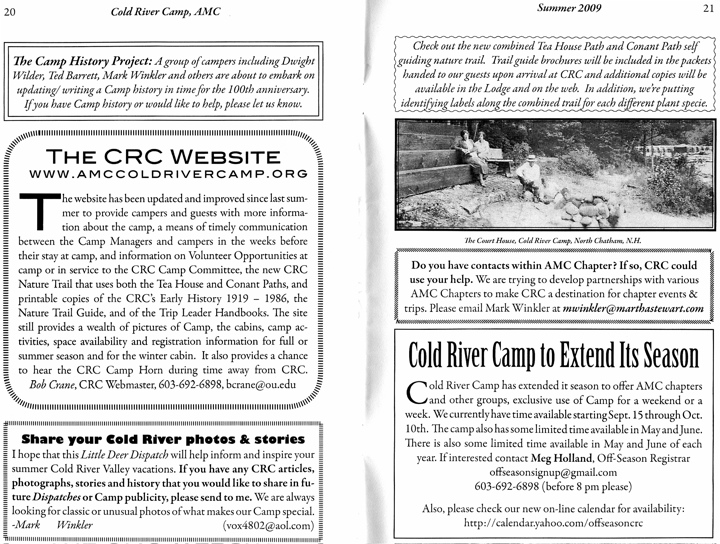 20
Cold River Camp, AMC
The Camp History Project: A group of campers including Dwight
Wilder, Ted Barrett, Mark Winkler and others are about to embark on
updating/ writing a Camp history in time for the 100th anniversary.
If you have Camp history or would like to help, please let us know.
THE CRC WEBSITE
WWW.AMCCOLDRIVERCAMP.ORG
The website has been updated and improved since last sum-
mer to provide campers and guests with more informa-
tion about the camp, a means of timely communication
between the Camp Managers and campers in the weeks before
their stay at camp, and information on Volunteer Opportunities at
camp or in service to the CRC Camp Committee, the new CRC
Nature Trail that uses both the Tea House and Conant Paths, and
printable copies of the CRC's Early History 1919 – 1986, the
Nature Trail Guide, and of the Trip Leader Handbooks. The site
still provides a wealth of pictures of Camp, the cabins, camp ac-
tivities, space availability and registration information for full or
summer season and for the winter cabin. It also provides a chance
to hear the CRC Camp Horn during time away from CRC.
Bob Crane, CRC Webmaster, 603-692-6898, bcrane@ou.edu
Share your Cold River photos & stories
I hope that this Little Deer Dispatch will help inform and inspire your
summer Cold River Valley vacations. If you have any CRC articles,
photographs, stories and history that you would like to share in fu-
ture Dispatches or Camp publicity, please send to me. We are always
looking for classic or unusual photos of what makes our Camp special.
-Mark Winkler (vox4802@aol.com)
Summer 2009
21
Check out the new combined Tea House Path and Conant Path self
guiding nature trail. Trail guide brochures will be included in the packets
handed to our guests upon arrival at CRC and additional copies will be
available in the Lodge and on the web. In addition, we're putting
identifying labels along the combined trail for each different plant specie.
The Court House, Cold River Camp, North Chatham, N.H.
Do you have contacts within AMC Chapter? If so, CRC could
use your help. We are trying to develop partnerships with various
AMC Chapters to make CRC a destination for chapter events &
trips. Please email Mark Winkler at mwinkler@marthastewart.com
Cold River Camp to Extend Its Season
Cold River Camp has extended it season to offer AMC chapters
and other groups, exclusive use of Camp for a weekend or a
week. We currently have time available starting Sept. 15 through Oct.
10th. The camp also has some limited time available in May and June.
There is also some limited time available in May and June of each
year. If interested contact Meg Holland, Off-Season Registrar
offseasonsignup@gmail.com
603-692-6898 (before 8 pm please)
Also, please check our new on-line calendar for availability:
http://calendar.yahoo.com/offseasoncrc